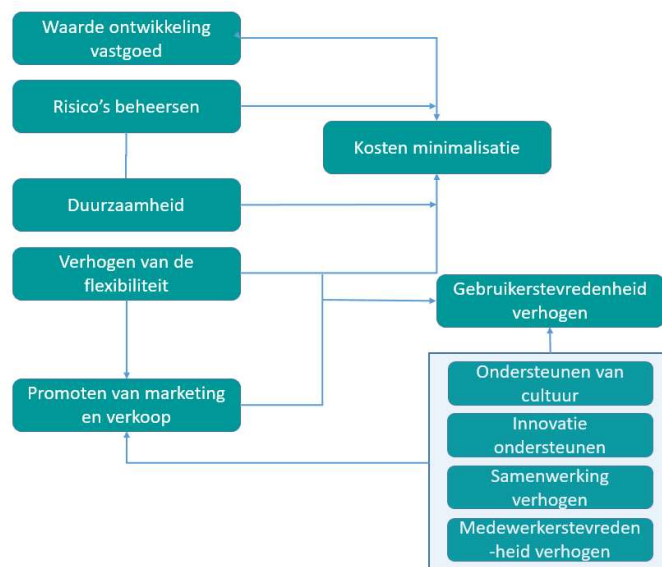 Waarde ontwikkeling
vastgoed
Risico's beheersen
Kosten minimalisatie
Duurzaamheid
Verhogen van de
flexibiliteit
Gebruikerstevredenheid
verhogen
Promoten van marketing
en verkoop
Ondersteunen van
cultuur
Innovatie
ondersteunen
Samenwerking
verhogen
Medewerkerstevreden
-heid verhogen